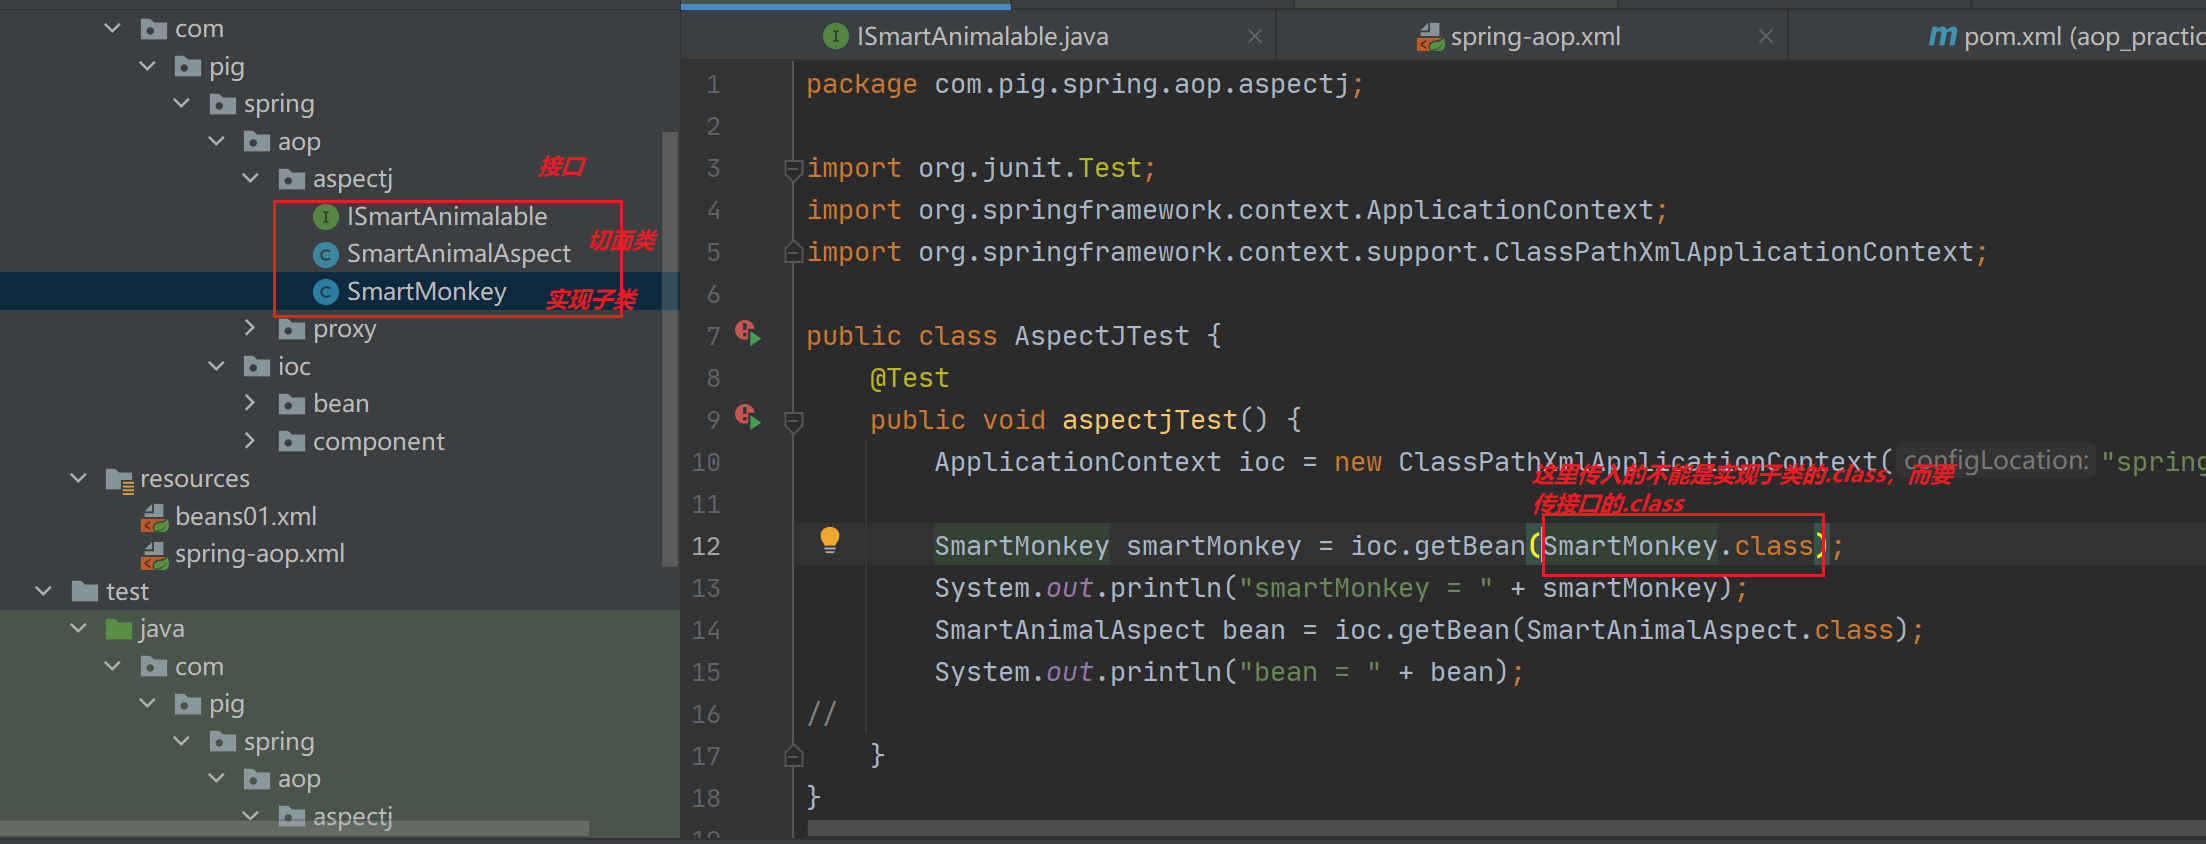 com
pig
spring
aop
aspectj
接口
ISmartAnimalable
切面类
SmartAnimalAspect
SmartMonkey
实现子类
proxy
ioc
bean
component
resources
beans01.xml
spring-aop.xml
test
java
com
pig
spring
aop
aspectj
ISmartAnimalable.java
spring-aop.xml
pom.xml (aop_practic
1 package com.pig.spring.aop.aspectj;
2
3 import org.junit.Test;
4 import org.springframework.context.ApplicationContext;
5 import org.springframework.context.support.ClassPathXmlApplicationContext;
6
7 public class AspectJTest {
8 @Test
9 public void aspectjTest() {
10 ApplicationContext ioc = new ClassPathXmlApplicationContext( configLocation: "spring
这里传入的不能是实现子类的.class，而要
传接口的.class
11
12 SmartMonkey smartMonkey = ioc.getBean(SmartMonkey.class);
13 System.out.println("smartMonkey = " + smartMonkey);
14 SmartAnimalAspect bean = ioc.getBean(SmartAnimalAspect.class);
15 System.out.println("bean = " + bean);
16 //
17 }
18 }
19